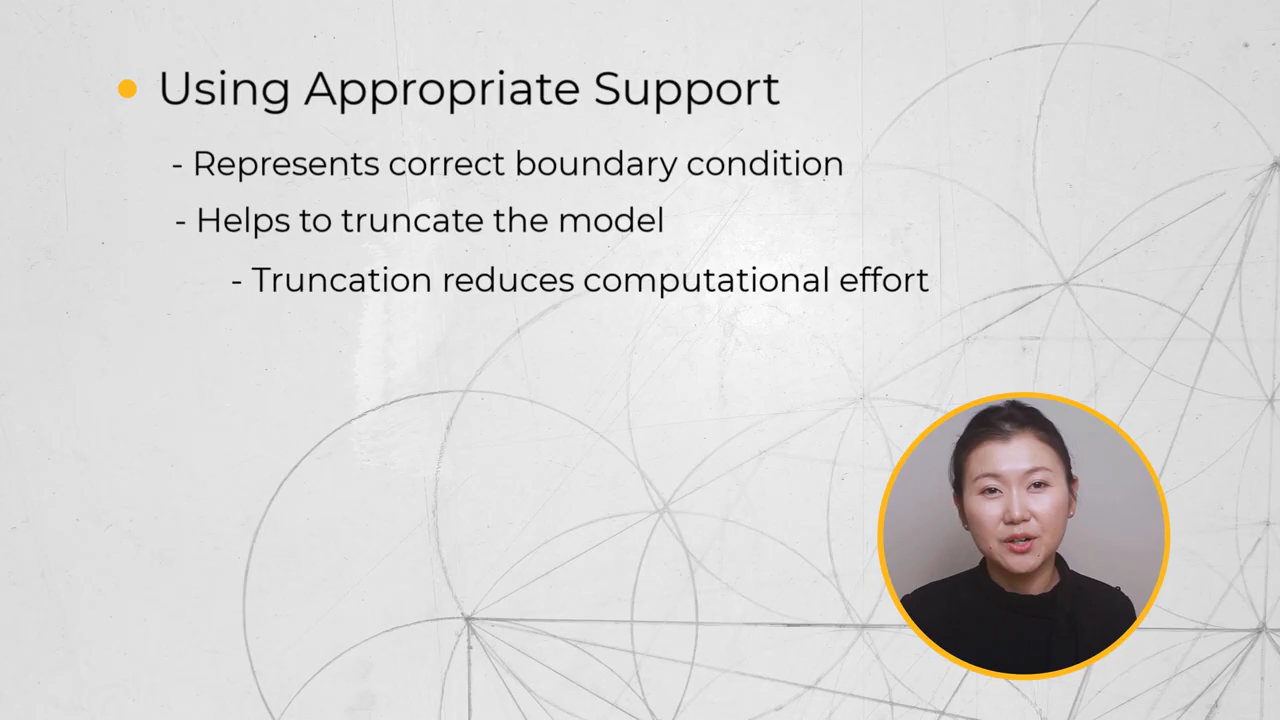 Using Appropriate Support
- Represents correct boundary condition
- Helps to truncate the model
- Truncation reduces computational effort